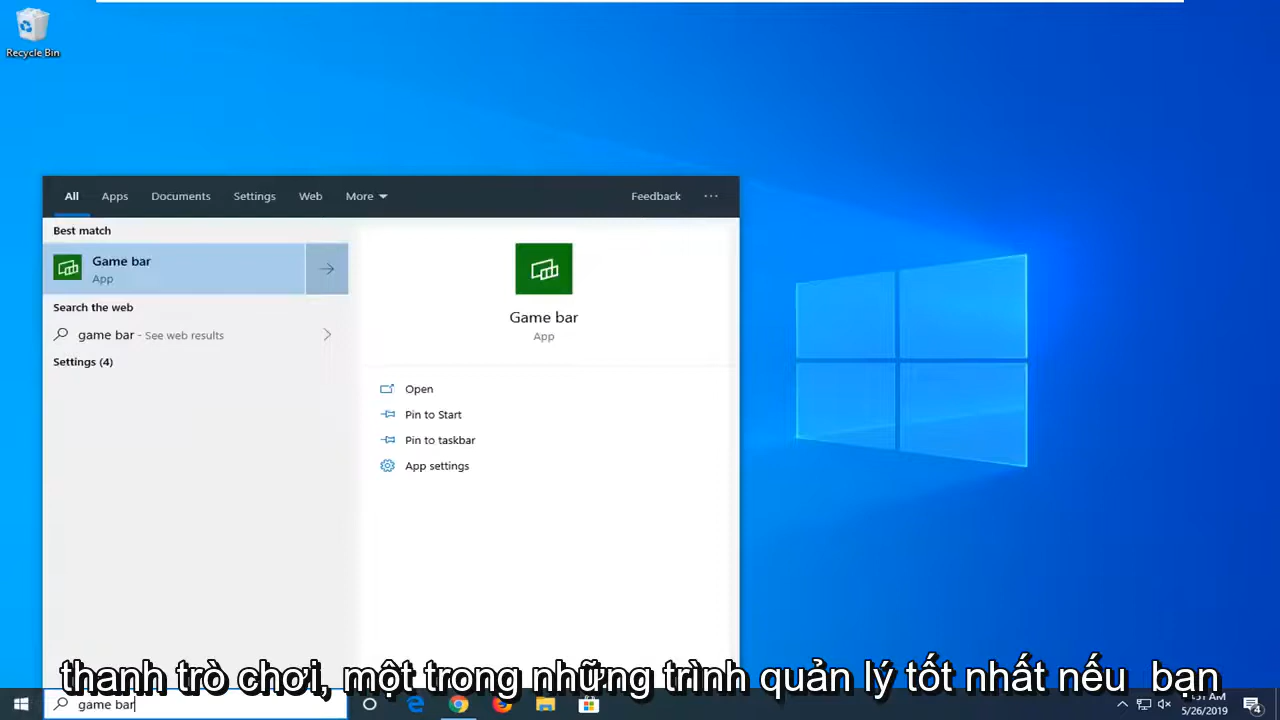 Recycle Bin
All Apps Documents Settings Web More Feedback ...
Best match
Game bar
App
Search the web
game bar - See web results
Settings (4)
Game bar
App
Open
Pin to Start
Pin to taskbar
App settings
thanh trò chơi, một trong những trình quản lý tốt nhất nếu bạn
game bar
5/26/2019
4